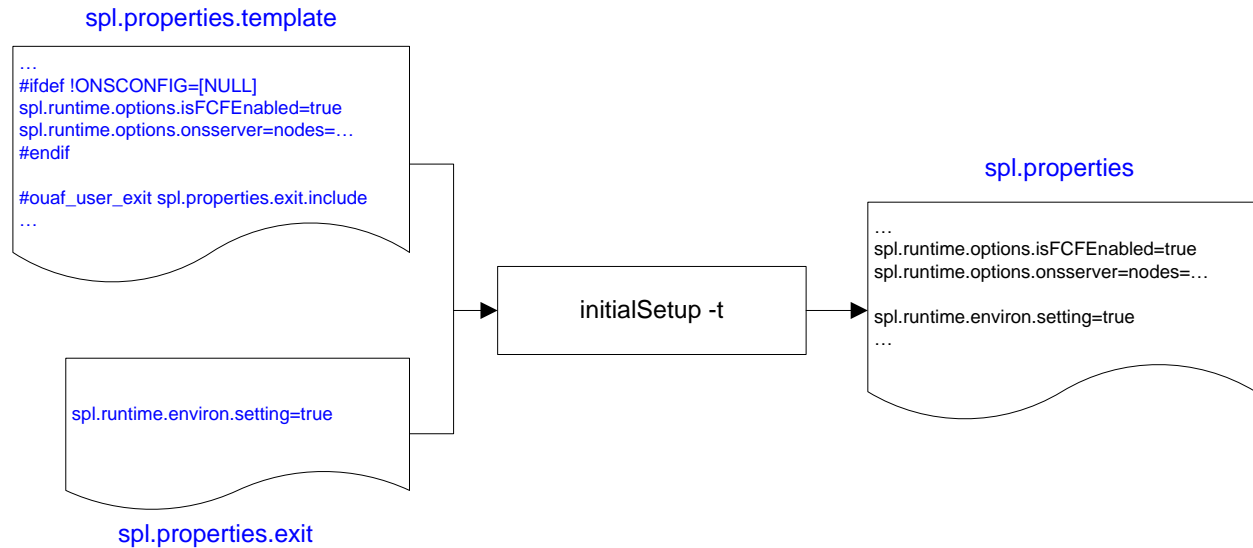 spl.properties.template
…
#ifdef !ONSCONFIG=[NULL]
spl.runtime.options.isFCFEnabled=true
spl.runtime.options.onsserver=nodes=…
#endif
#ouaf_user_exit spl.properties.exit.include
…
spl.runtime.environ.setting=true
spl.properties.exit
initialSetup -t
spl.properties
…
spl.runtime.options.isFCFEnabled=true
spl.runtime.options.onsserver=nodes=…
spl.runtime.environ.setting=true
…